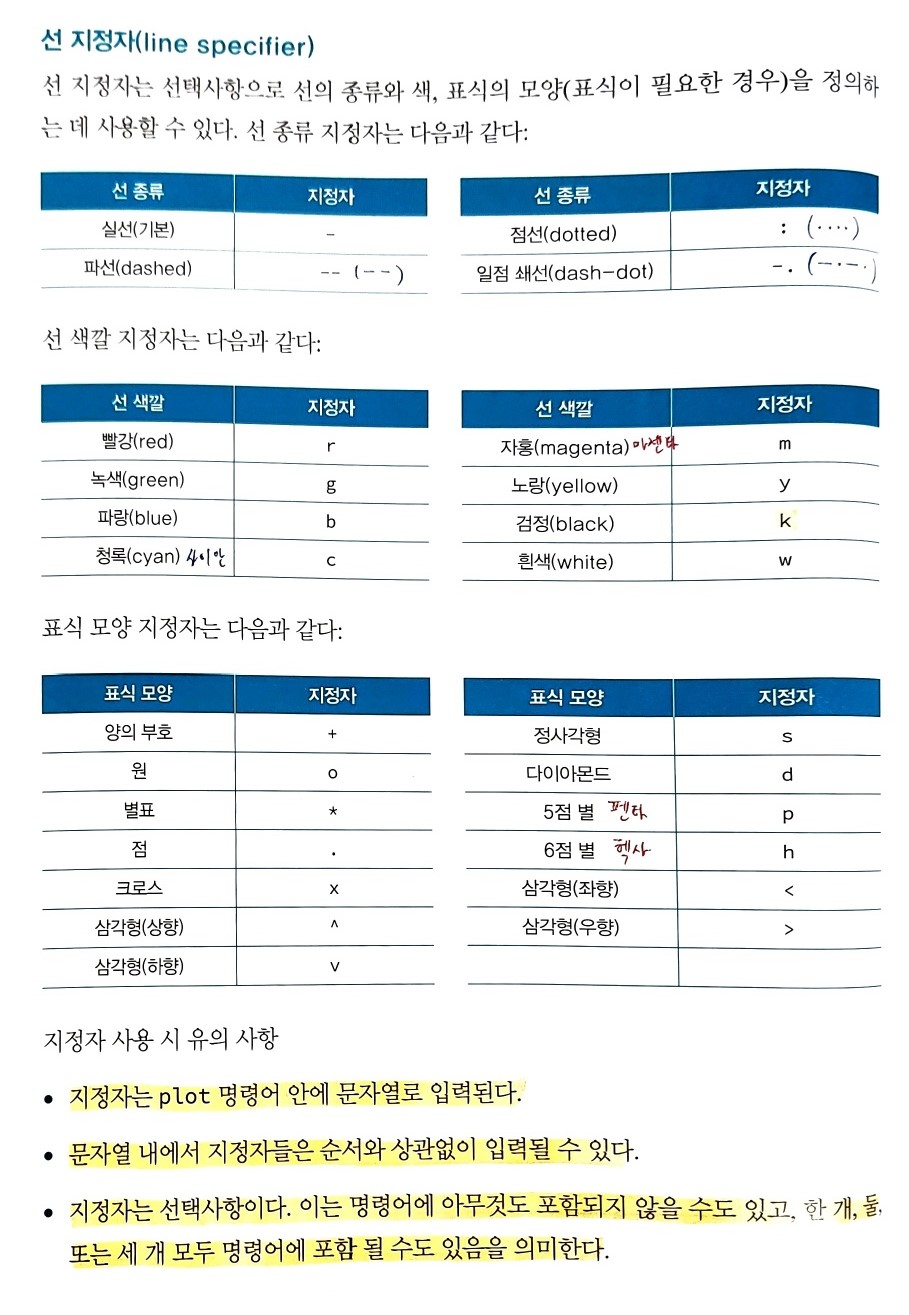 선 지정자(line specifier)
선 지정자는 선택사항으로 선의 종류와 색, 표식의 모양(표식이 필요한 경우)을 정의하
는 데 사용할 수 있다. 선 종류 지정자는 다음과 같다:
선 종류 지정자
실선(기본) -
파선(dashed) -- (--)
선 종류 지정자
점선(dotted) : (····)
일점 쇄선(dash-dot) -. (-·-·)
선 색깔 지정자는 다음과 같다:
선 색깔 지정자
빨강(red) r
녹색(green) g
파랑(blue) b
청록(cyan) 싸이안 c
선 색깔 지정자
자홍(magenta) 마젠타 m
노랑(yellow) y
검정(black) k
흰색(white) w
표식 모양 지정자는 다음과 같다:
표식 모양 지정자
양의 부호 +
원 o
별표 *
점 .
크로스 x
삼각형(상향) ^
삼각형(하향) v
표식 모양 지정자
정사각형 s
다이아몬드 d
5점 별 펜타 p
6점 별 헥사 h
삼각형(좌향) <
삼각형(우향) >
지정자 사용 시 유의 사항
• 지정자는 plot 명령어 안에 문자열로 입력된다.
• 문자열 내에서 지정자들은 순서와 상관없이 입력될 수 있다.
• 지정자는 선택사항이다. 이는 명령어에 아무것도 포함되지 않을 수도 있고, 한 개, 둘,
또는 세 개 모두 명령어에 포함 될 수도 있음을 의미한다.